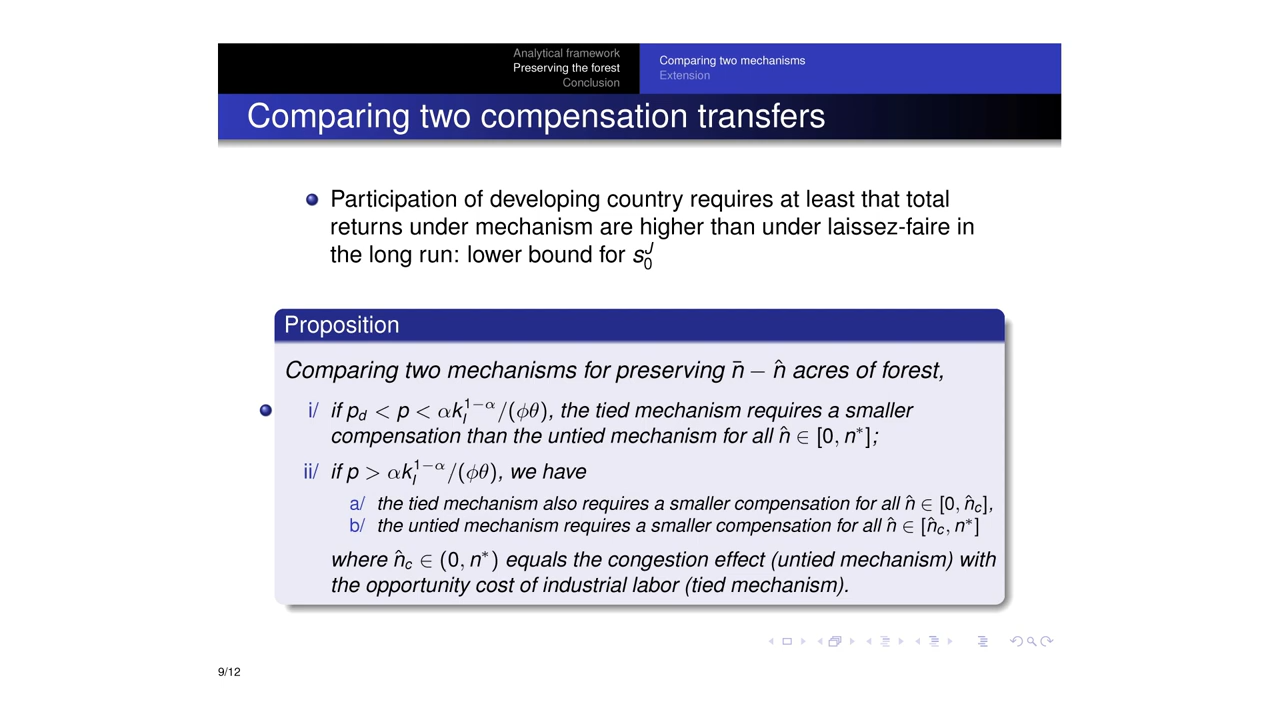 Analytical framework
Preserving the forest
Conclusion
Comparing two mechanisms
Extension
Comparing two compensation transfers
Participation of developing country requires at least that total
returns under mechanism are higher than under laissez-faire in
the long run: lower bound for s_0^J
Proposition
Comparing two mechanisms for preserving n̄ − n̂ acres of forest,
i/ if p_d < p < αk_l^{1−α}/(ϕθ), the tied mechanism requires a smaller
compensation than the untied mechanism for all n̂ ∈ [0, n*];
ii/ if p > αk_l^{1−α}/(ϕθ), we have
a/ the tied mechanism also requires a smaller compensation for all n̂ ∈ [0, n̂_c],
b/ the untied mechanism requires a smaller compensation for all n̂ ∈ [n̂_c, n*]
where n̂_c ∈ (0, n*) equals the congestion effect (untied mechanism) with
the opportunity cost of industrial labor (tied mechanism).
9/12